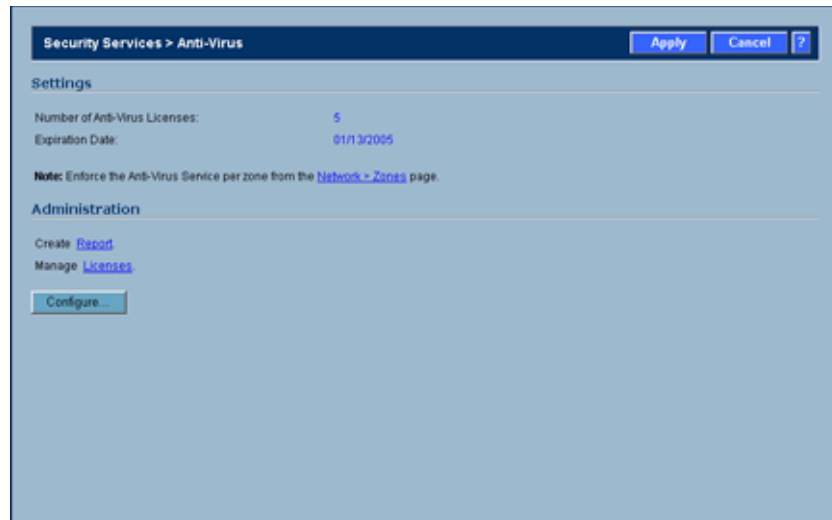 Security Services > Anti-Virus
Apply
Cancel
?
Settings
Number of Anti-Virus Licenses: 5
Expiration Date: 01/13/2005
Note: Enforce the Anti-Virus Service per zone from the Network > Zones page.
Administration
Create Report.
Manage Licenses.
Configure...